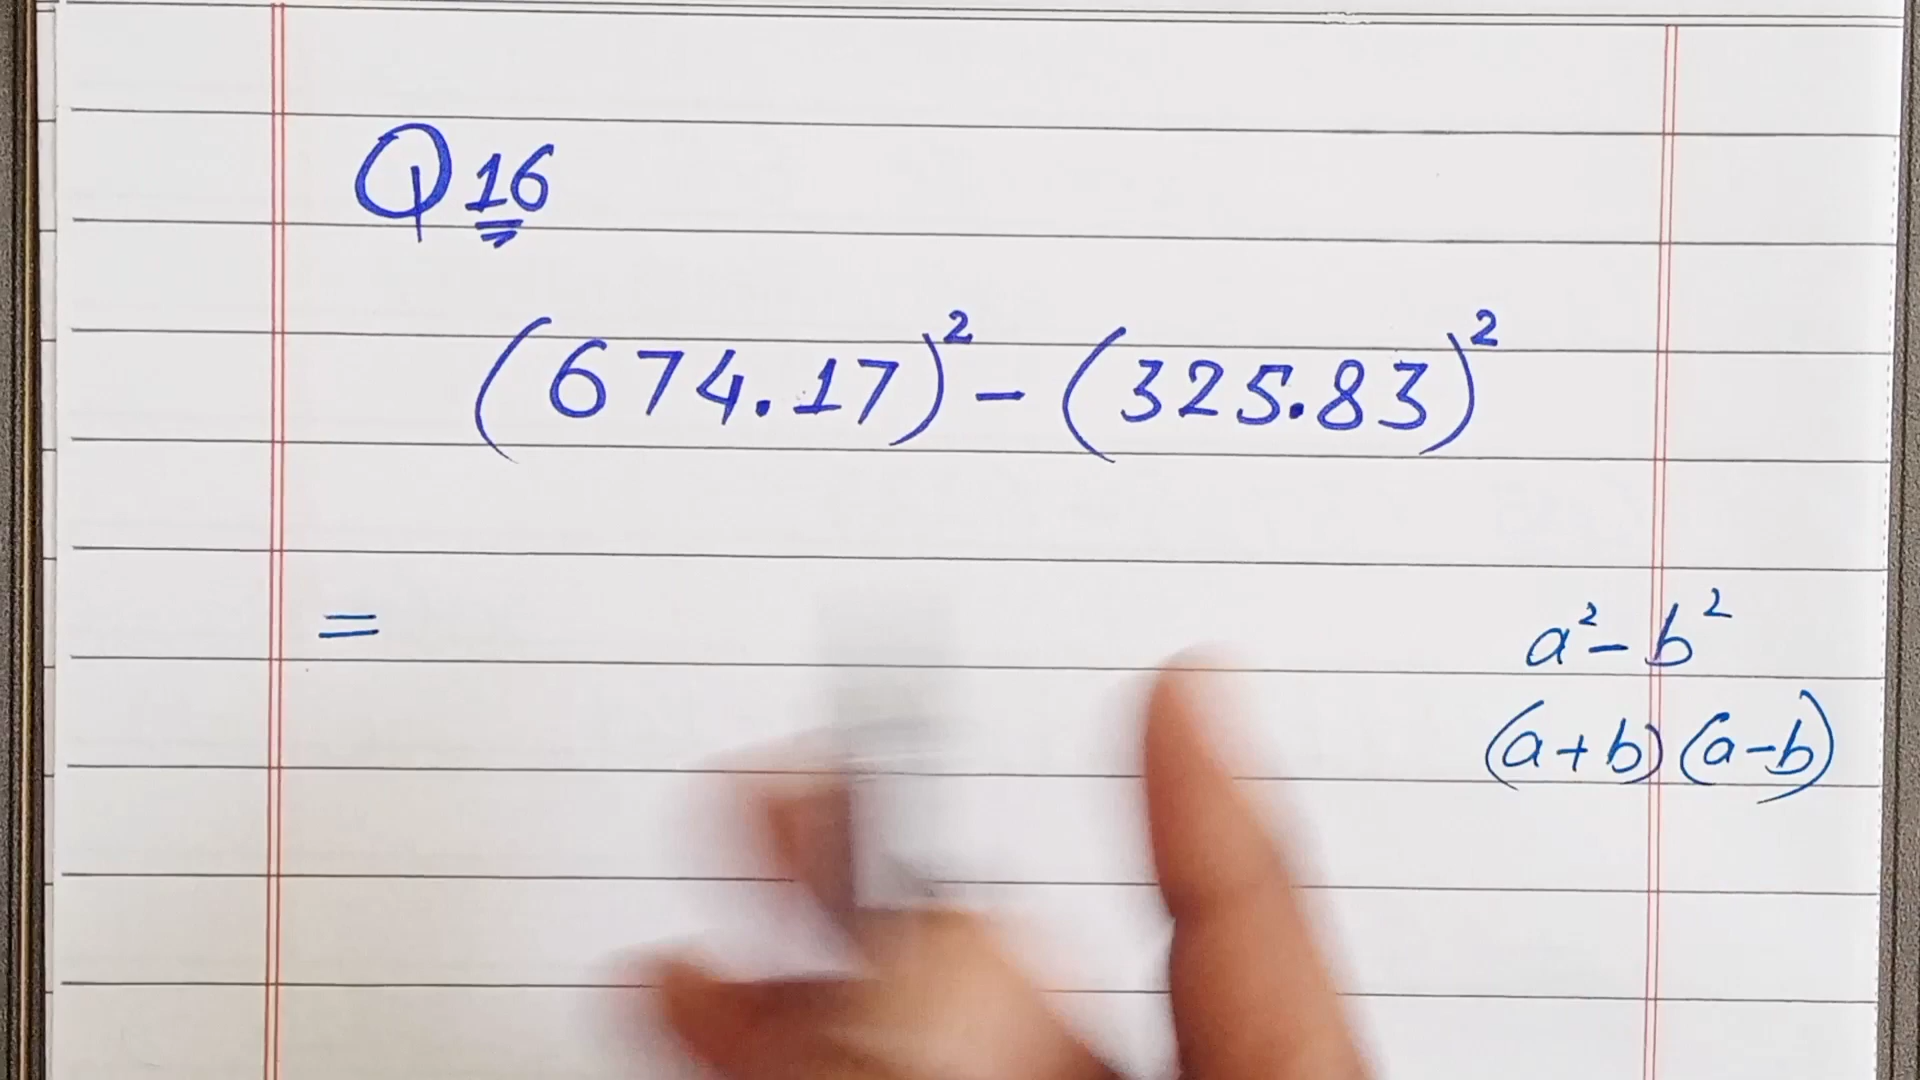 Q16
(674.17)² - (325.83)²
=
a² - b²
(a+b)(a-b)